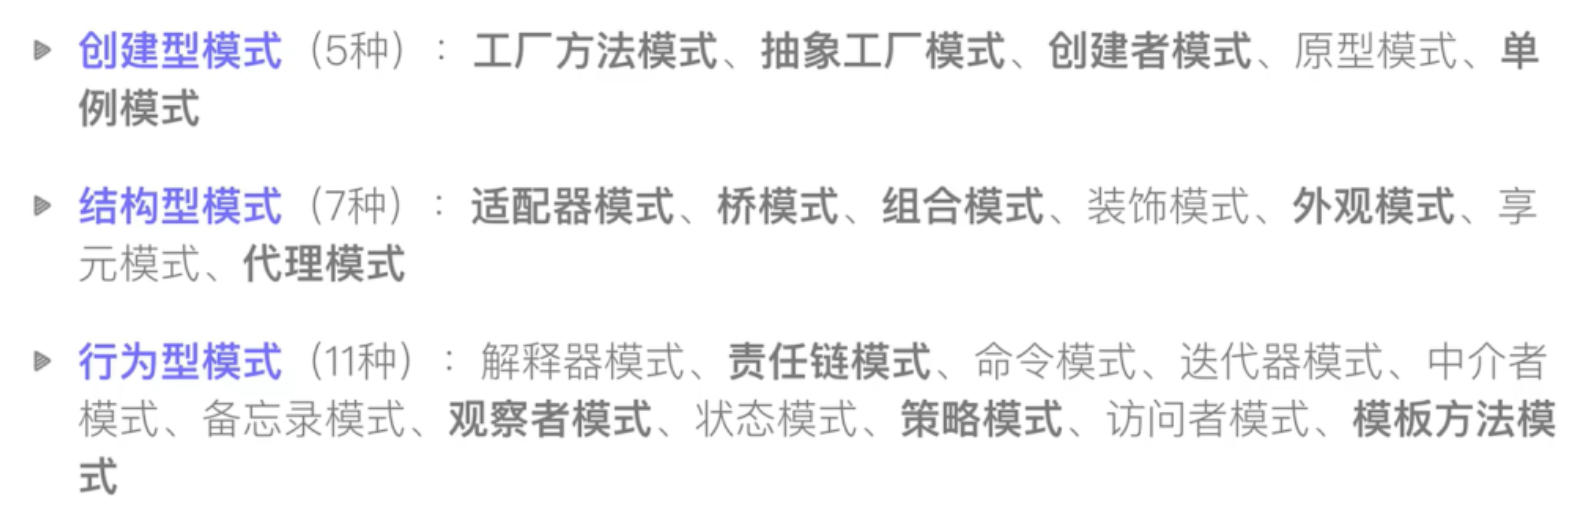 创建型模式（5种）：工厂方法模式、抽象工厂模式、创建者模式、原型模式、单
例模式
结构型模式（7种）：适配器模式、桥模式、组合模式、装饰模式、外观模式、享
元模式、代理模式
行为型模式（11种）：解释器模式、责任链模式、命令模式、迭代器模式、中介者
模式、备忘录模式、观察者模式、状态模式、策略模式、访问者模式、模板方法模
式